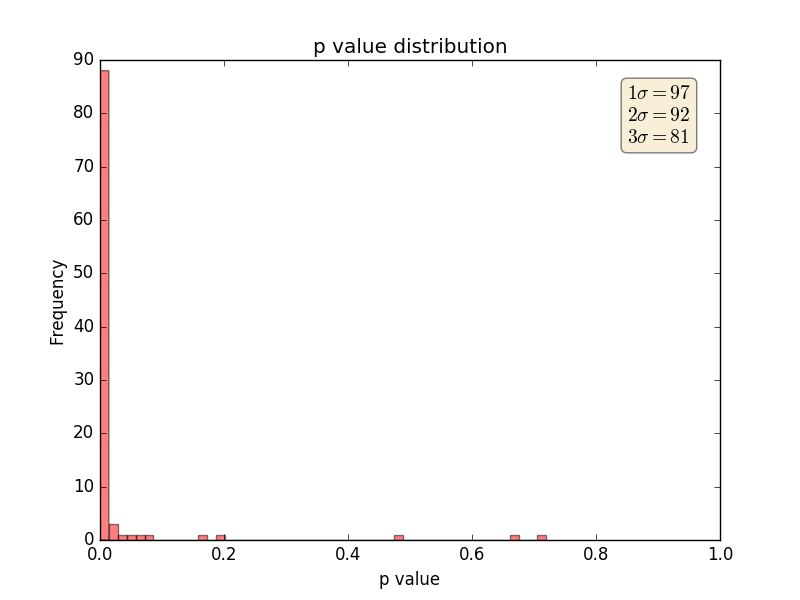 p value distribution
1σ = 97
2σ = 92
3σ = 81
Frequency
90
80
70
60
50
40
30
20
10
0
0.0 0.2 0.4 0.6 0.8 1.0
p value